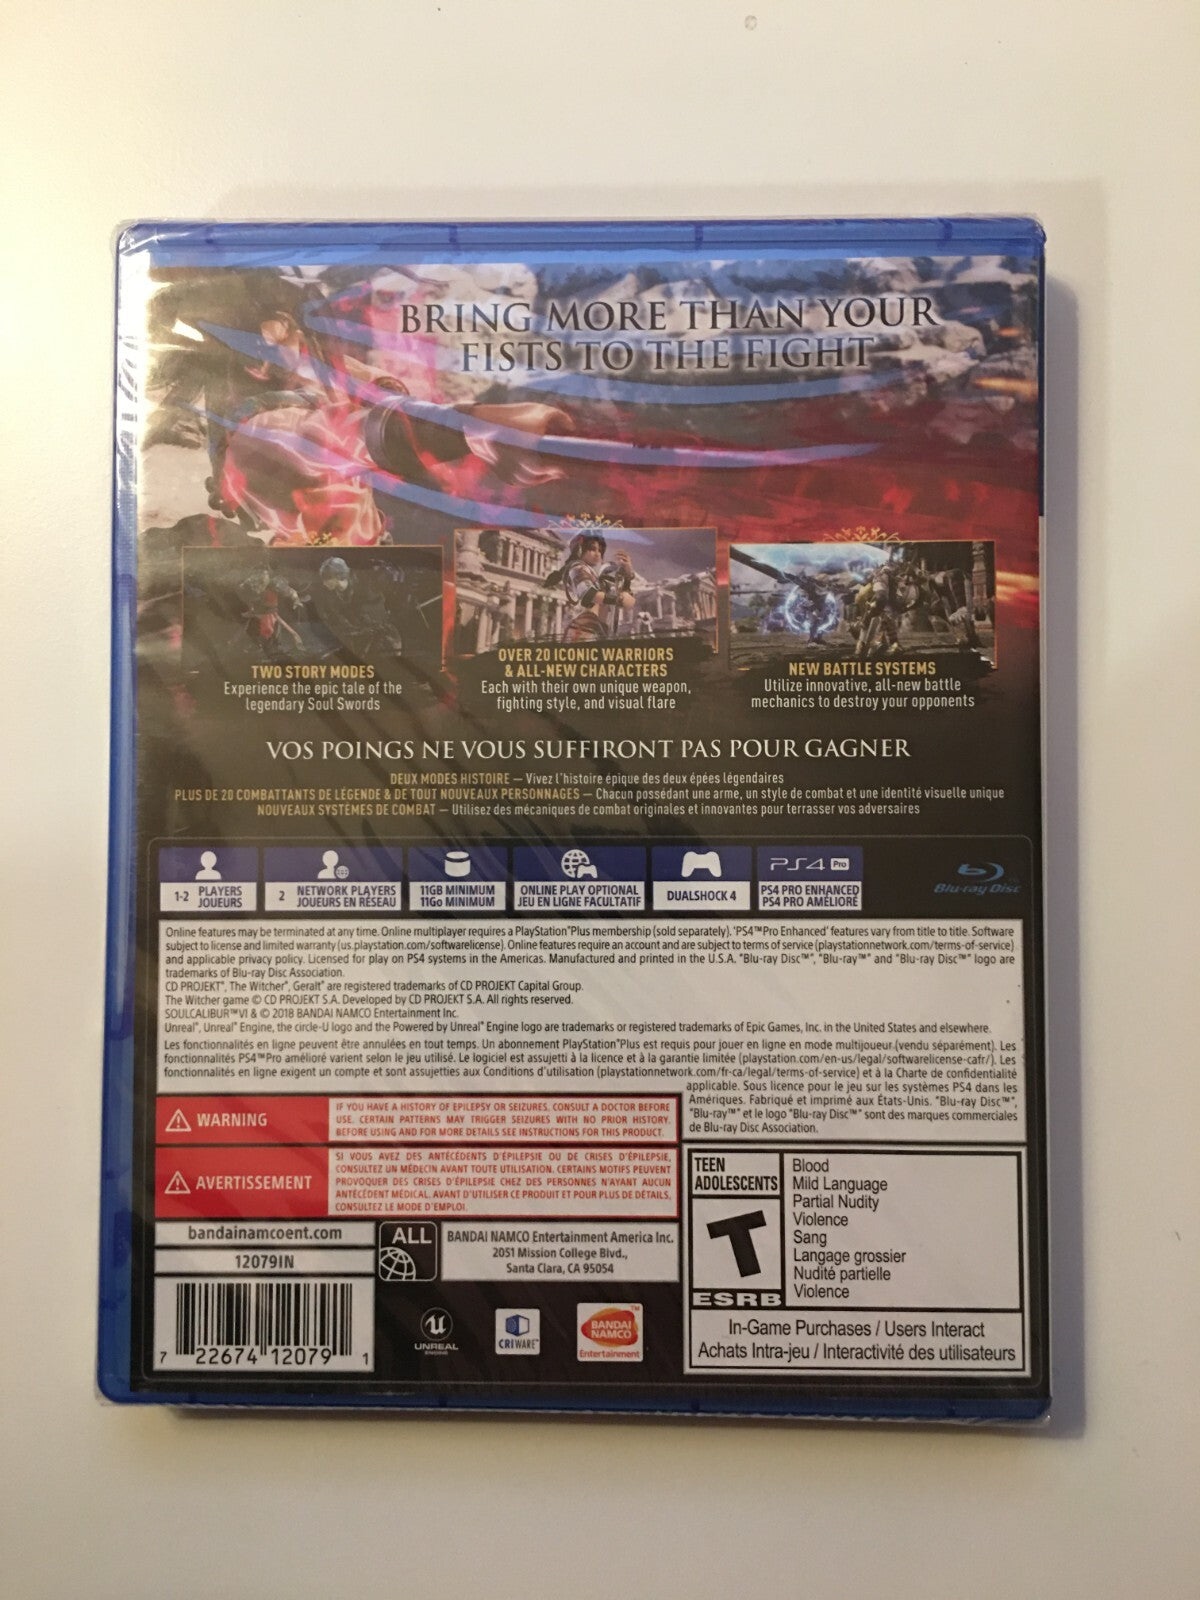 BRING MORE THAN YOUR
FISTS TO THE FIGHT
TWO STORY MODES
Experience the epic tale of the
legendary Soul Swords
OVER 20 ICONIC WARRIORS
& ALL-NEW CHARACTERS
Each with their own unique weapon,
fighting style, and visual flare
NEW BATTLE SYSTEMS
Utilize innovative, all-new battle
mechanics to destroy your opponents
VOS POINGS NE VOUS SUFFIRONT PAS POUR GAGNER
DEUX MODES HISTOIRE — Vivez l'histoire épique des deux épées légendaires
PLUS DE 20 COMBATTANTS DE LÉGENDE & DE TOUT NOUVEAUX PERSONNAGES — Chacun possédant une arme, un style de combat et une identité visuelle unique
NOUVEAUX SYSTÈMES DE COMBAT — Utilisez des mécaniques de combat originales et innovantes pour terrasser vos adversaires
1-2 PLAYERS
JOUEURS
2 NETWORK PLAYERS
JOUEURS EN RÉSEAU
11GB MINIMUM
11Go MINIMUM
ONLINE PLAY OPTIONAL
JEU EN LIGNE FACULTATIF
DUALSHOCK 4
PS4 Pro
PS4 PRO ENHANCED
PS4 PRO AMÉLIORÉ
Blu-ray Disc
Online features may be terminated at any time. Online multiplayer requires a PlayStation®Plus membership (sold separately). 'PS4™Pro Enhanced' features vary from title to title. Software
subject to license and limited warranty (us.playstation.com/softwarelicense). Online features require an account and are subject to terms of service (playstationnetwork.com/terms-of-service)
and applicable privacy policy. Licensed for play on PS4 systems in the Americas. Manufactured and printed in the U.S.A. "Blu-ray Disc™", "Blu-ray™" and "Blu-ray Disc™" logo are
trademarks of Blu-ray Disc Association.
CD PROJEKT®, The Witcher®, Geralt® are registered trademarks of CD PROJEKT Capital Group.
The Witcher game © CD PROJEKT S.A. Developed by CD PROJEKT S.A. All rights reserved.
SOULCALIBUR™VI & © 2018 BANDAI NAMCO Entertainment Inc.
Unreal®, Unreal® Engine, the circle-U logo and the Powered by Unreal® Engine logo are trademarks or registered trademarks of Epic Games, Inc. in the United States and elsewhere.
Les fonctionnalités en ligne peuvent être annulées en tout temps. Un abonnement PlayStation®Plus est requis pour jouer en ligne en mode multijoueur (vendu séparément). Les
fonctionnalités PS4™Pro amélioré varient selon le jeu utilisé. Le logiciel est assujetti à la licence et à la garantie limitée (playstation.com/en-us/legal/softwarelicense-cafr/). Les
fonctionnalités en ligne exigent un compte et sont assujetties aux Conditions d'utilisation (playstationnetwork.com/fr-ca/legal/terms-of-service) et à la Charte de confidentialité
applicable. Sous licence pour le jeu sur les systèmes PS4 dans les
Amériques. Fabriqué et imprimé aux États-Unis. "Blu-ray Disc™",
"Blu-ray™" et le logo "Blu-ray Disc™" sont des marques commerciales
de Blu-ray Disc Association.
WARNING
IF YOU HAVE A HISTORY OF EPILEPSY OR SEIZURES, CONSULT A DOCTOR BEFORE
USE. CERTAIN PATTERNS MAY TRIGGER SEIZURES WITH NO PRIOR HISTORY.
BEFORE USING AND FOR MORE DETAILS SEE INSTRUCTIONS FOR THIS PRODUCT.
AVERTISSEMENT
SI VOUS AVEZ DES ANTÉCÉDENTS D'ÉPILEPSIE OU DE CRISES D'ÉPILEPSIE,
CONSULTEZ UN MÉDECIN AVANT TOUTE UTILISATION. CERTAINS MOTIFS PEUVENT
PROVOQUER DES CRISES D'ÉPILEPSIE CHEZ DES PERSONNES N'AYANT AUCUN
ANTÉCÉDENT MÉDICAL. AVANT D'UTILISER CE PRODUIT ET POUR PLUS DE DÉTAILS,
CONSULTEZ LE MODE D'EMPLOI.
bandainamcoent.com
12079IN
7 22674 12079 1
ALL
BANDAI NAMCO Entertainment America Inc.
2051 Mission College Blvd.,
Santa Clara, CA 95054
UNREAL
ENGINE
CRIWARE™
BANDAI
NAMCO
™
Entertainment
TEEN
ADOLESCENTS
T
ESRB
Blood
Mild Language
Partial Nudity
Violence
Sang
Langage grossier
Nudité partielle
Violence
In-Game Purchases / Users Interact
Achats Intra-jeu / Interactivité des utilisateurs